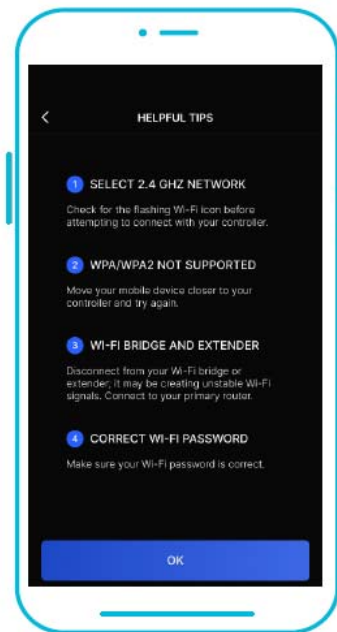 HELPFUL TIPS
1 SELECT 2.4 GHZ NETWORK
Check for the flashing Wi-Fi icon before
attempting to connect with your controller.
2 WPA/WPA2 NOT SUPPORTED
Move your mobile device closer to your
controller and try again.
3 WI-FI BRIDGE AND EXTENDER
Disconnect from your Wi-Fi bridge or
extender, it may be creating unstable Wi-Fi
signals. Connect to your primary router.
4 CORRECT WI-FI PASSWORD
Make sure your Wi-Fi password is correct.
OK